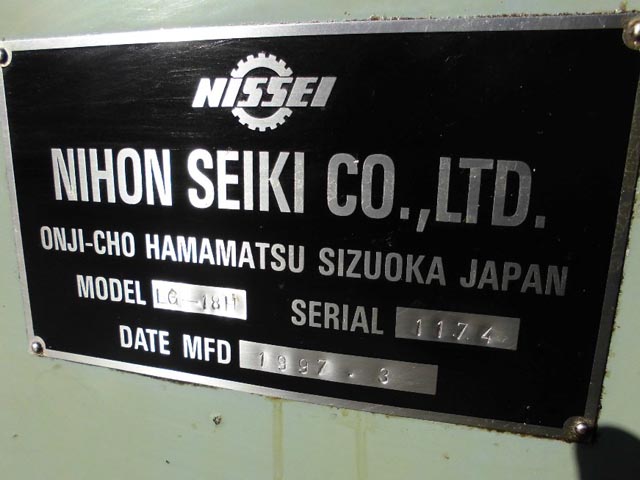 NISSEI
NIHON SEIKI CO.,LTD.
ONJI-CHO HAMAMATSU SIZUOKA JAPAN
MODEL
SERIAL 1174
DATE MFD 1997.3